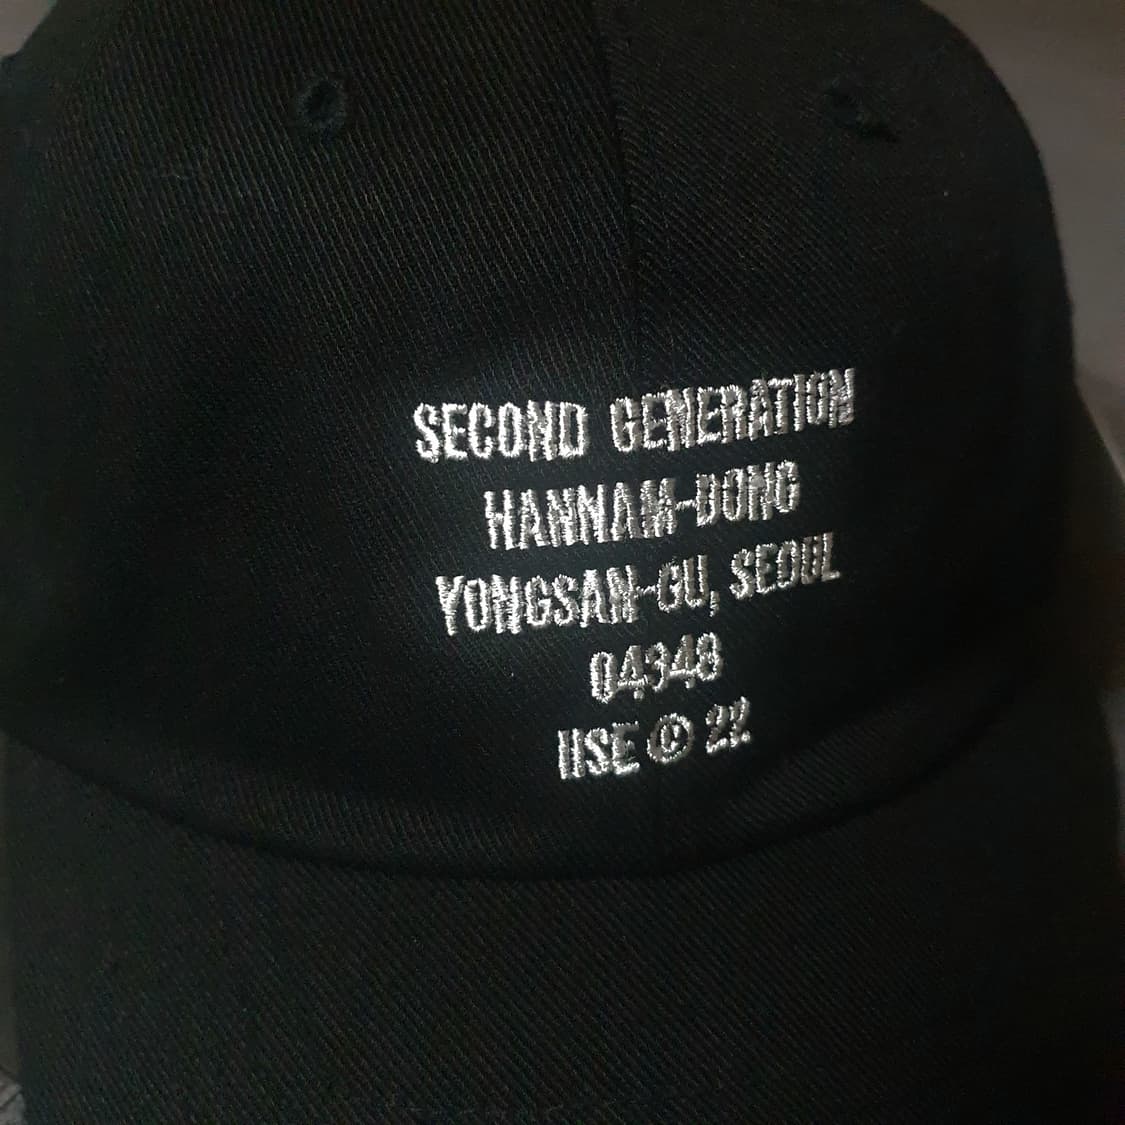 SECOND GENERATION
HANNAM-DONG
YONGSAN-GU, SEOUL
04348
IISE © 22